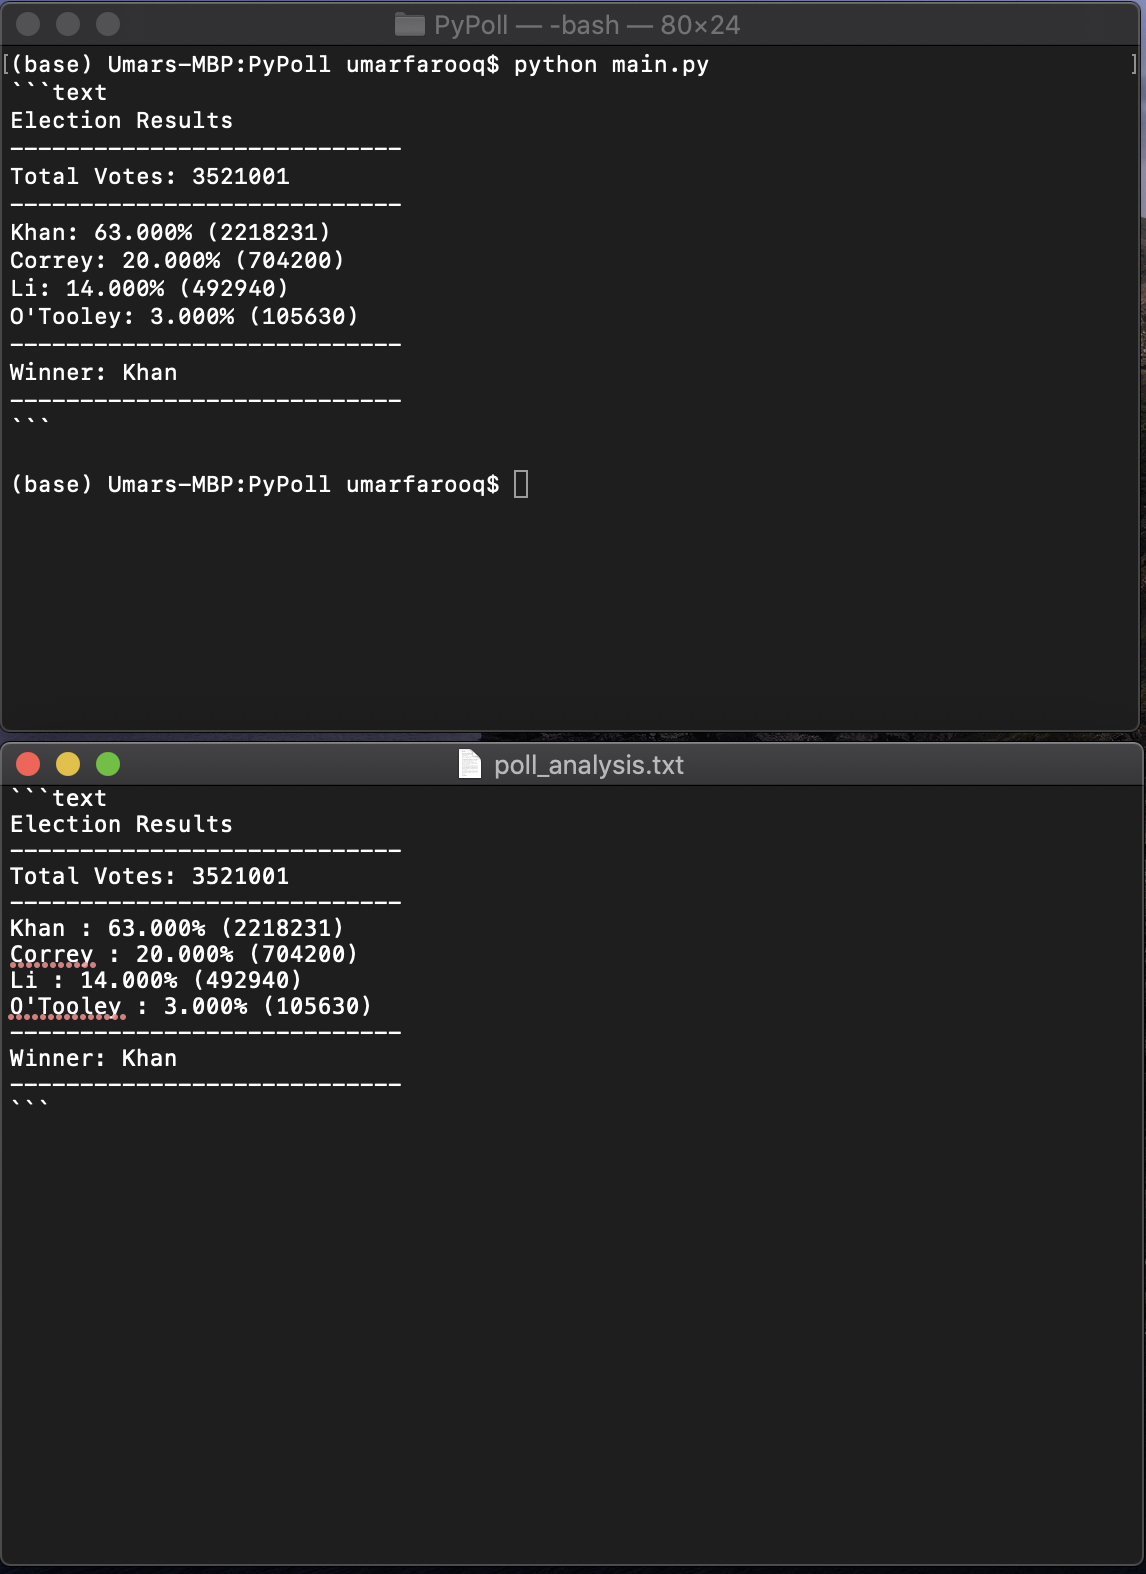 PyPoll — -bash — 80×24
[(base) Umars-MBP:PyPoll umarfarooq$ python main.py ]
```text
Election Results
----------------------------
Total Votes: 3521001
----------------------------
Khan: 63.000% (2218231)
Correy: 20.000% (704200)
Li: 14.000% (492940)
O'Tooley: 3.000% (105630)
----------------------------
Winner: Khan
----------------------------
```
(base) Umars-MBP:PyPoll umarfarooq$
poll_analysis.txt
```text
Election Results
----------------------------
Total Votes: 3521001
----------------------------
Khan : 63.000% (2218231)
Correy : 20.000% (704200)
Li : 14.000% (492940)
O'Tooley : 3.000% (105630)
----------------------------
Winner: Khan
----------------------------
```